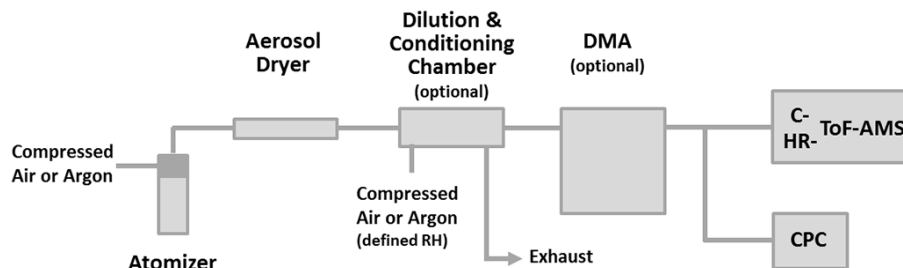 Compressed
Air or Argon
Atomizer
Aerosol
Dryer
Dilution &
Conditioning
Chamber
(optional)
Compressed
Air or Argon
(defined RH)
Exhaust
DMA
(optional)
C-
HR-
ToF-AMS
CPC